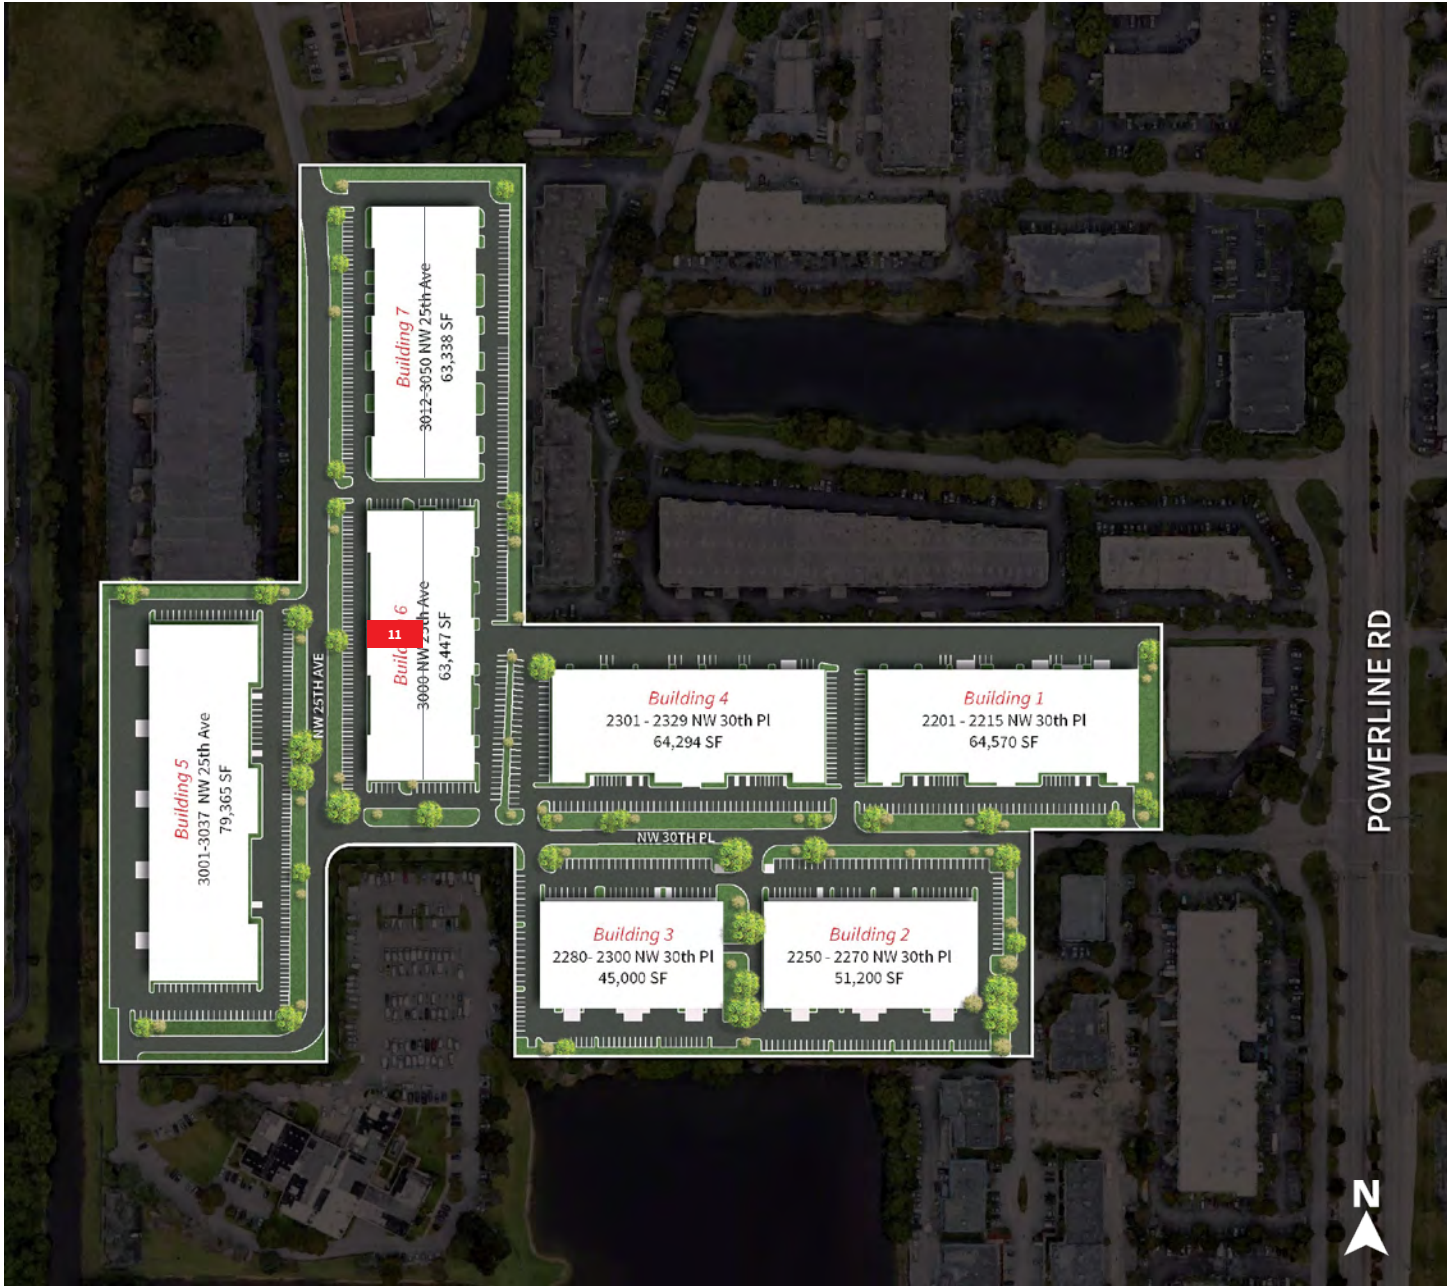 Building 7
3012-3050 NW 25th Ave
63,338 SF
6
11
3000 NW 25th Ave
63,447 SF
NW 25TH AVE
Building 5
3001-3037 NW 25th Ave
79,365 SF
Building 4
2301 - 2329 NW 30th Pl
64,294 SF
Building 1
2201 - 2215 NW 30th Pl
64,570 SF
POWERLINE RD
NW 30TH PL
Building 3
2280- 2300 NW 30th Pl
45,000 SF
Building 2
2250 - 2270 NW 30th Pl
51,200 SF
N